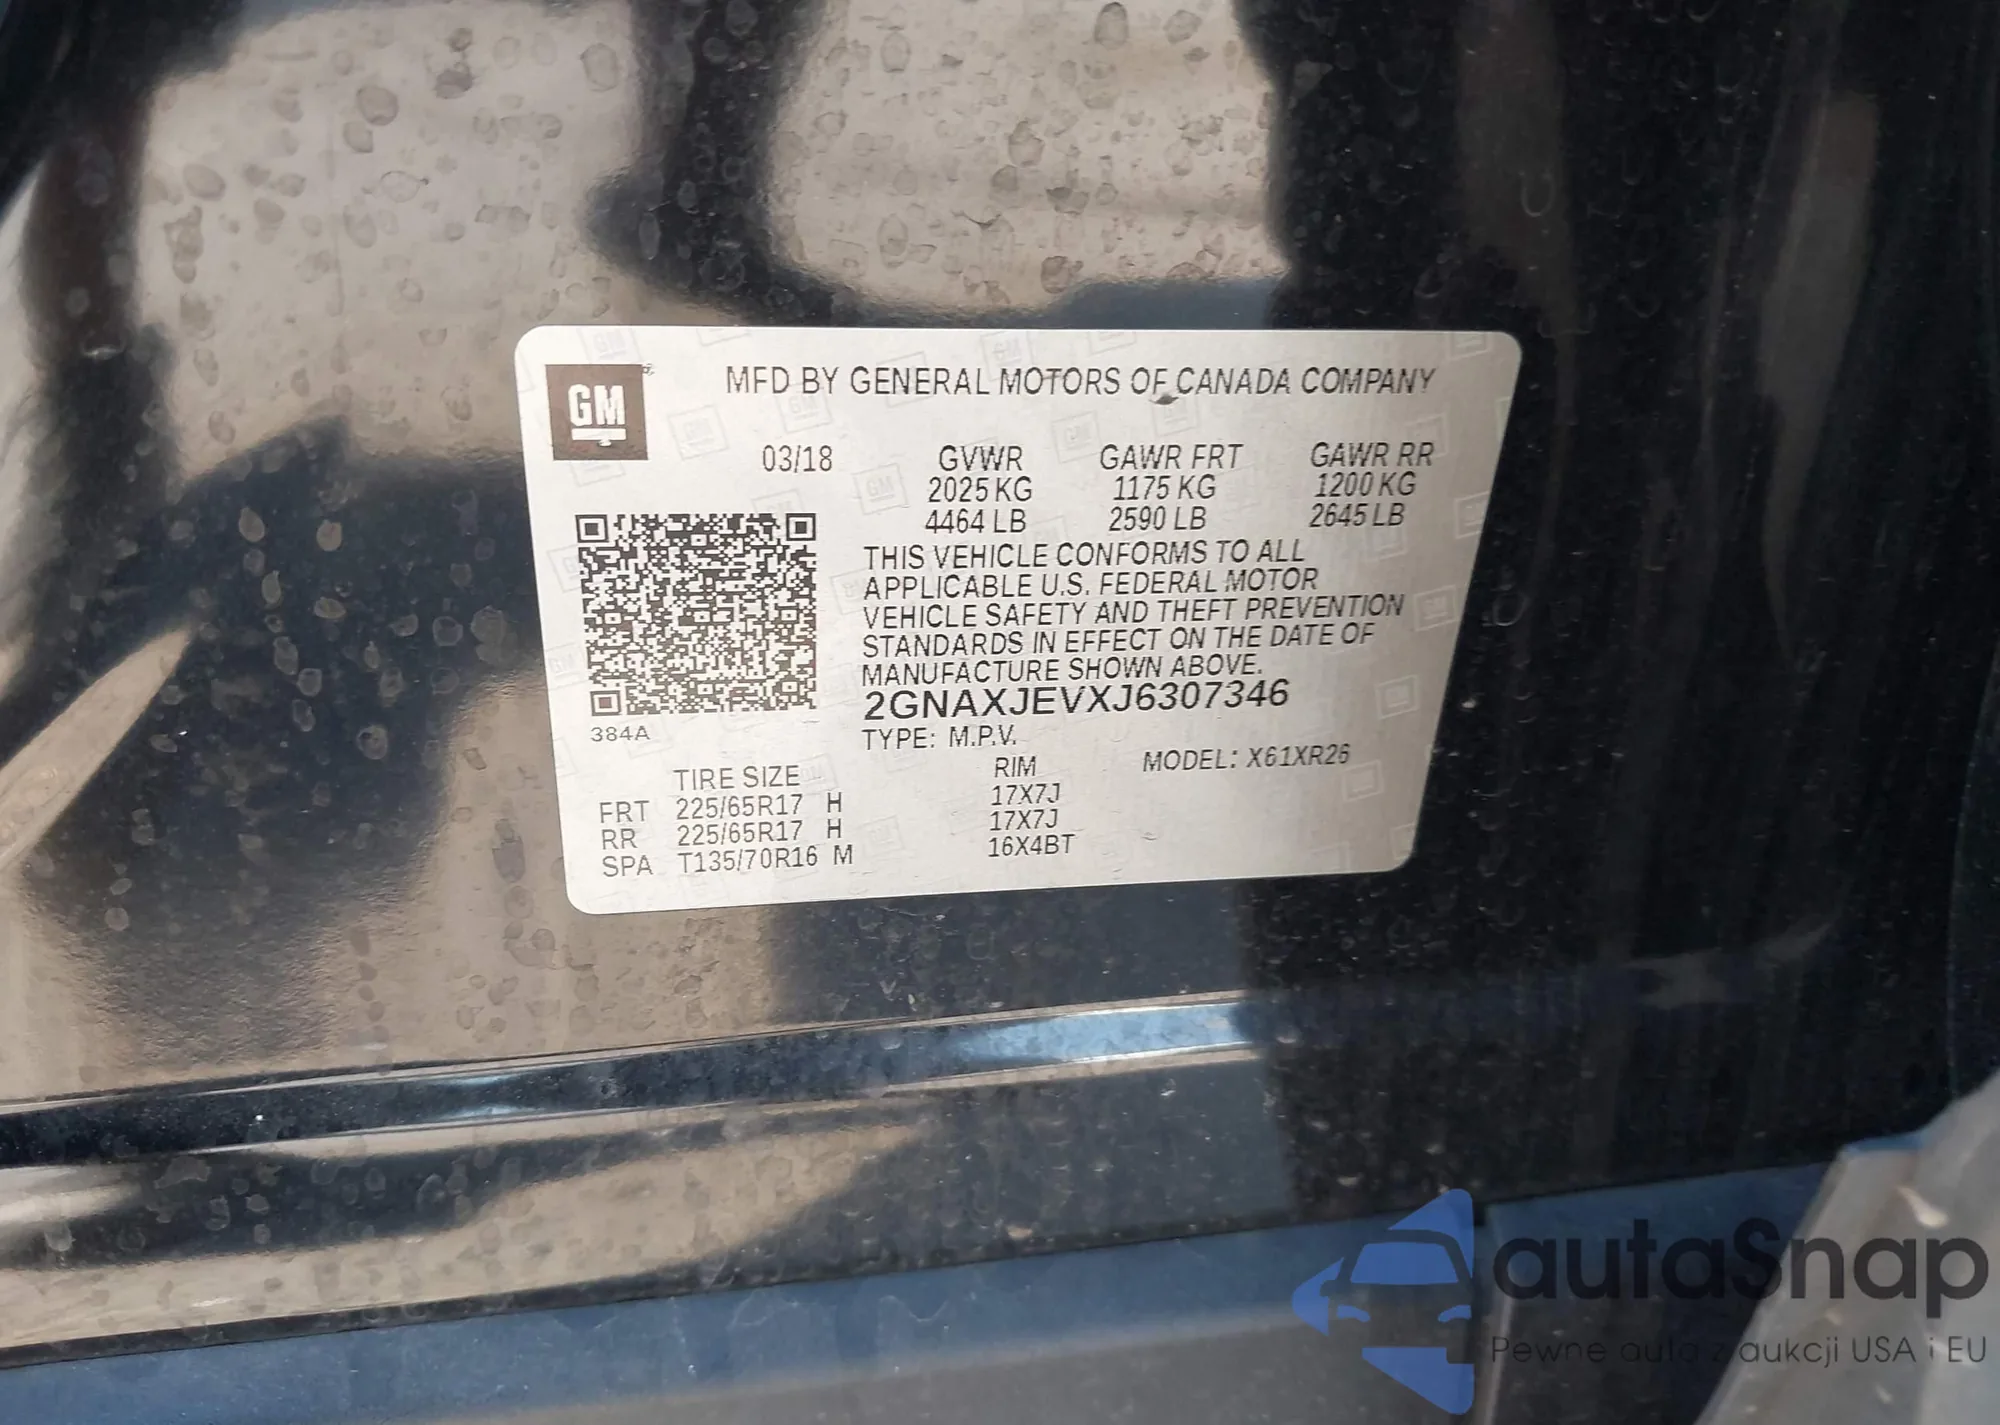 GM
MFD BY GENERAL MOTORS OF CANADA COMPANY
03/18 GVWR GAWR FRT GAWR RR
2025 KG 1175 KG 1200 KG
4464 LB 2590 LB 2645 LB
THIS VEHICLE CONFORMS TO ALL
APPLICABLE U.S. FEDERAL MOTOR
VEHICLE SAFETY AND THEFT PREVENTION
STANDARDS IN EFFECT ON THE DATE OF
MANUFACTURE SHOWN ABOVE.
2GNAXJEVXJ6307346
384A
TYPE: M.P.V.
MODEL: X61XR26
TIRE SIZE RIM
FRT 225/65R17 H 17X7J
RR 225/65R17 H 17X7J
SPA T135/70R16 M 16X4BT
autaSnap
Pewne auta z aukcji USA i EU